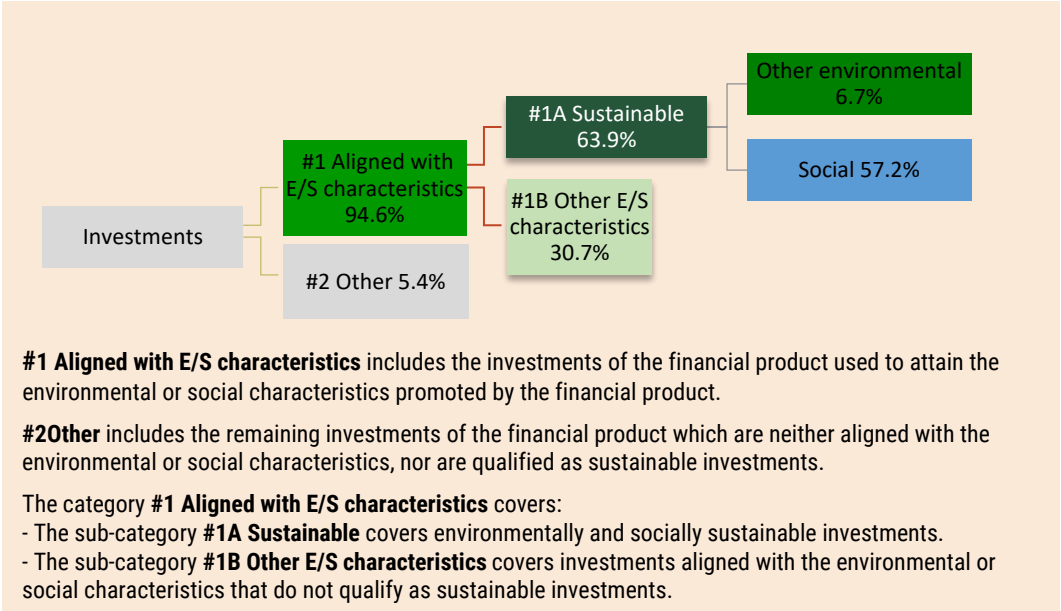 Other environmental
6.7%
#1A Sustainable
63.9%
#1 Aligned with
E/S characteristics
94.6%
Social 57.2%
#1B Other E/S
characteristics
30.7%
Investments
#2 Other 5.4%
#1 Aligned with E/S characteristics includes the investments of the financial product used to attain the
environmental or social characteristics promoted by the financial product.
#2Other includes the remaining investments of the financial product which are neither aligned with the
environmental or social characteristics, nor are qualified as sustainable investments.
The category #1 Aligned with E/S characteristics covers:
- The sub-category #1A Sustainable covers environmentally and socially sustainable investments.
- The sub-category #1B Other E/S characteristics covers investments aligned with the environmental or
social characteristics that do not qualify as sustainable investments.